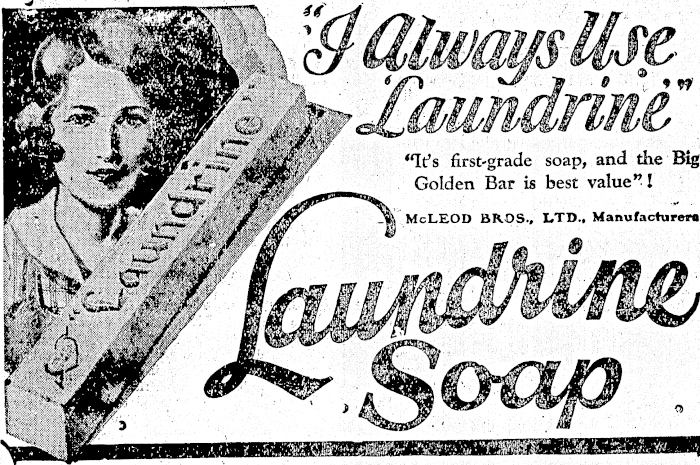 "I Always Use
'Laundrine'"
"It's first-grade soap, and the Big
Golden Bar is best value"!
McLEOD BROS., LTD., Manufacturers
Laundrine
Laundrine
Soap